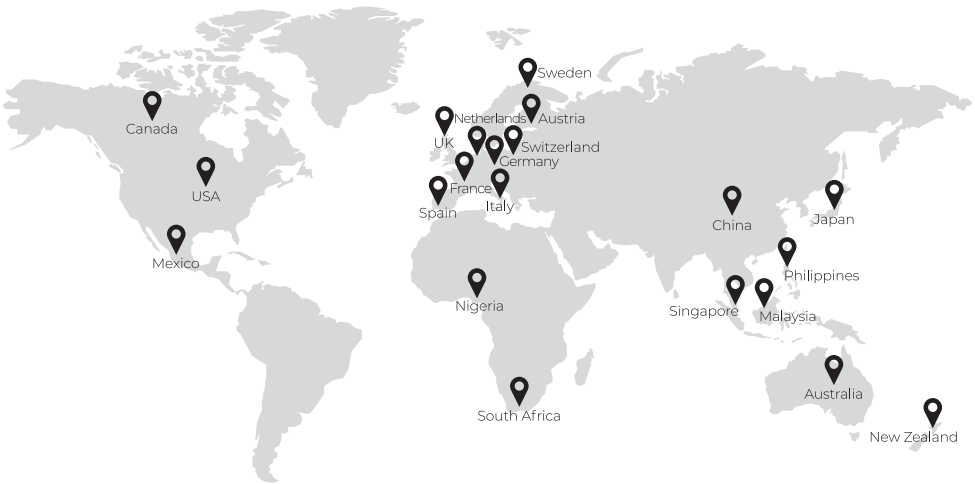 Sweden
Netherlands
Austria
Canada
UK
Switzerland
Germany
France
USA
Italy
Spain
Japan
China
Mexico
Philippines
Nigeria
Singapore
Malaysia
Australia
South Africa
New Zealand